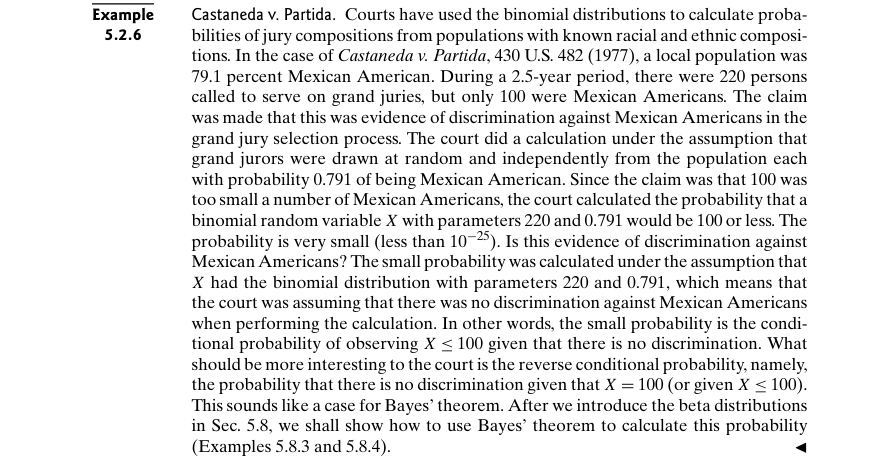 Example
5.2.6
Castaneda v. Partida. Courts have used the binomial distributions to calculate proba-
bilities of jury compositions from populations with known racial and ethnic composi-
tions. In the case of Castaneda v. Partida, 430 U.S. 482 (1977), a local population was
79.1 percent Mexican American. During a 2.5-year period, there were 220 persons
called to serve on grand juries, but only 100 were Mexican Americans. The claim
was made that this was evidence of discrimination against Mexican Americans in the
grand jury selection process. The court did a calculation under the assumption that
grand jurors were drawn at random and independently from the population each
with probability 0.791 of being Mexican American. Since the claim was that 100 was
too small a number of Mexican Americans, the court calculated the probability that a
binomial random variable X with parameters 220 and 0.791 would be 100 or less. The
probability is very small (less than 10⁻²⁵). Is this evidence of discrimination against
Mexican Americans? The small probability was calculated under the assumption that
X had the binomial distribution with parameters 220 and 0.791, which means that
the court was assuming that there was no discrimination against Mexican Americans
when performing the calculation. In other words, the small probability is the condi-
tional probability of observing X ≤ 100 given that there is no discrimination. What
should be more interesting to the court is the reverse conditional probability, namely,
the probability that there is no discrimination given that X = 100 (or given X ≤ 100).
This sounds like a case for Bayes' theorem. After we introduce the beta distributions
in Sec. 5.8, we shall show how to use Bayes' theorem to calculate this probability
(Examples 5.8.3 and 5.8.4). ◄